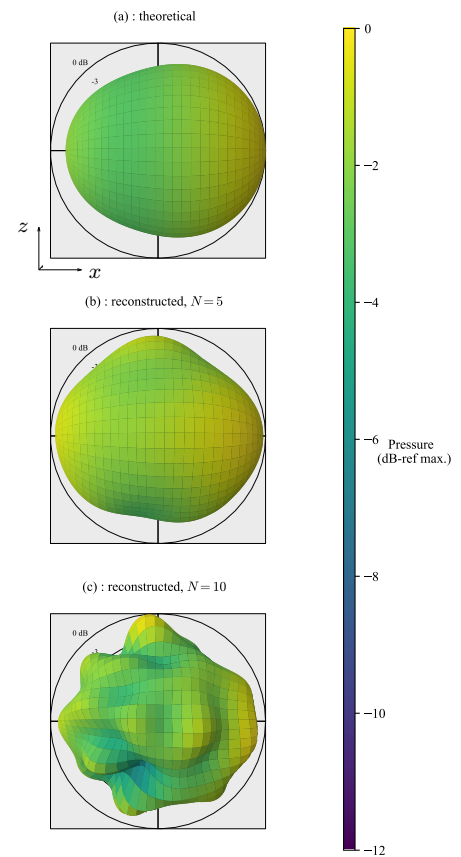 (a) : theoretical
0 dB
-3
z
x
(b) : reconstructed, N = 5
0 dB
(c) : reconstructed, N = 10
0 dB
-3
0
−2
−4
−6
−8
−10
−12
Pressure
(dB-ref max.)